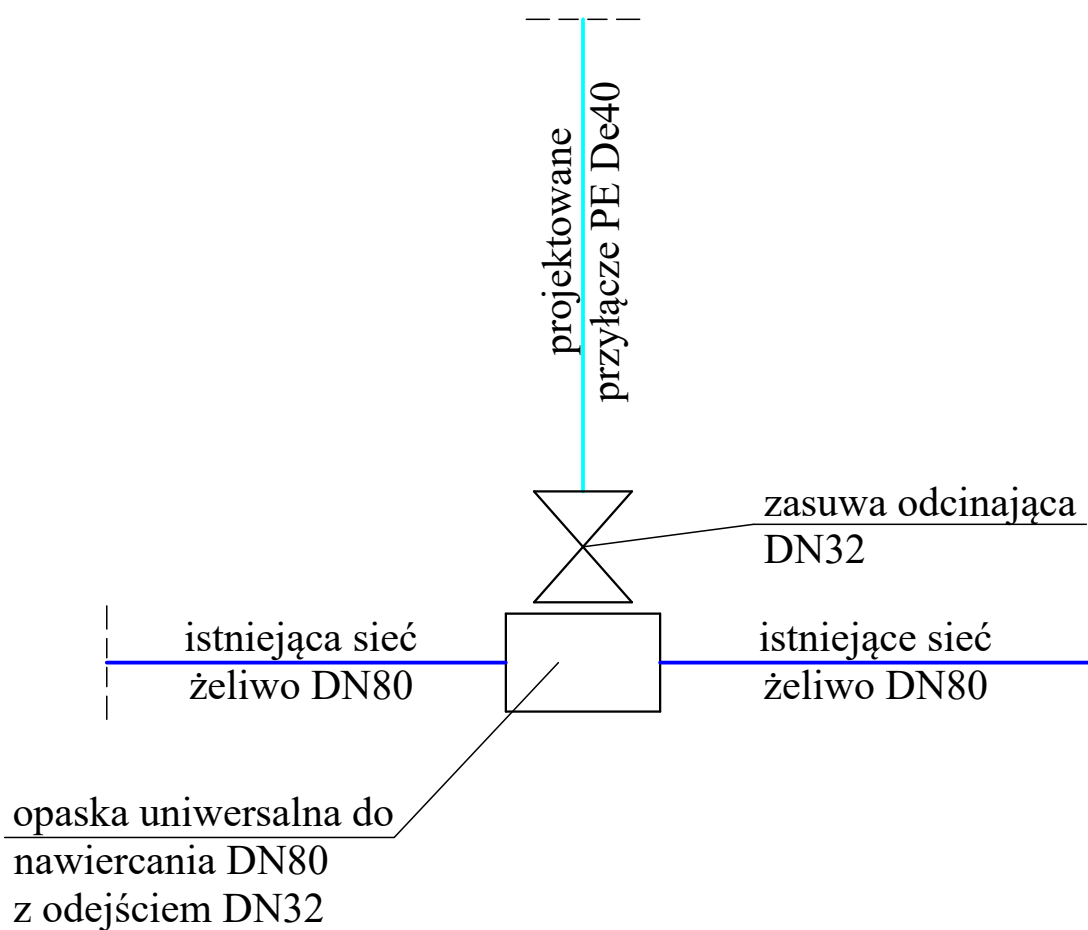 projektowane
przyłącze PE De40
zasuwa odcinająca
DN32
istniejąca sieć
żeliwo DN80
istniejące sieć
żeliwo DN80
opaska uniwersalna do
nawiercania DN80
z odejściem DN32